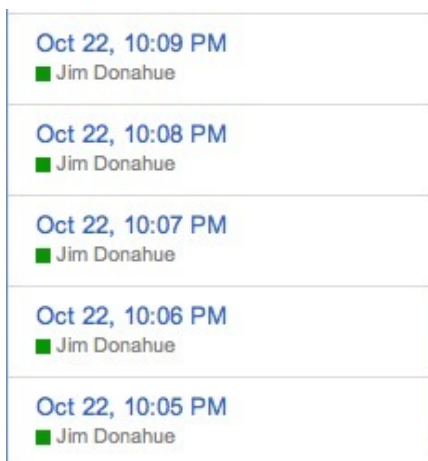 Oct 22, 10:09 PM
Jim Donahue
Oct 22, 10:08 PM
Jim Donahue
Oct 22, 10:07 PM
Jim Donahue
Oct 22, 10:06 PM
Jim Donahue
Oct 22, 10:05 PM
Jim Donahue